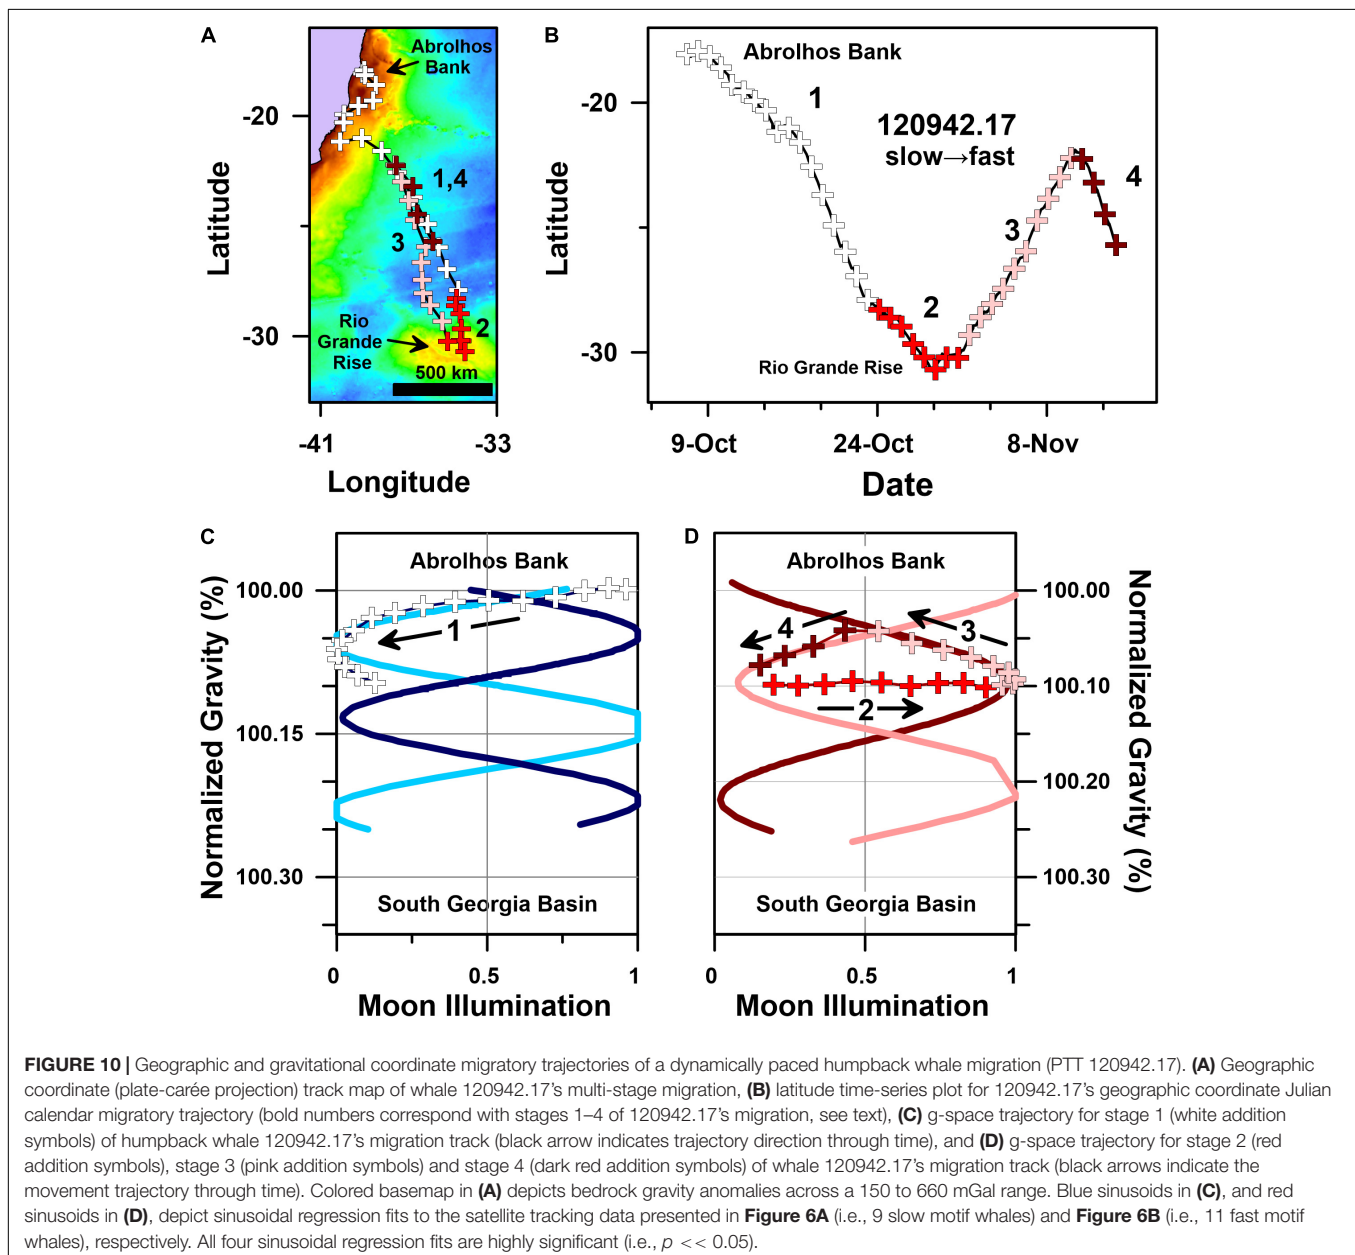 A
Abrolhos
Bank
-20
-30
Latitude
1,4
3
2
Rio
Grande
Rise
500 km
-41
-33
Longitude
B
Abrolhos Bank
1
120942.17
slow→fast
-20
-30
Latitude
2
3
4
Rio Grande Rise
9-Oct
24-Oct
8-Nov
Date
C
Abrolhos Bank
100.00
100.15
100.30
Normalized Gravity (%)
1
South Georgia Basin
0
0.5
1
Moon Illumination
D
Abrolhos Bank
4
3
2
100.00
100.10
100.20
100.30
Normalized Gravity (%)
South Georgia Basin
0
0.5
1
Moon Illumination
FIGURE 10 | Geographic and gravitational coordinate migratory trajectories of a dynamically paced humpback whale migration (PTT 120942.17). (A) Geographic
coordinate (plate-carée projection) track map of whale 120942.17's multi-stage migration, (B) latitude time-series plot for 120942.17's geographic coordinate Julian
calendar migratory trajectory (bold numbers correspond with stages 1–4 of 120942.17's migration, see text), (C) g-space trajectory for stage 1 (white addition
symbols) of humpback whale 120942.17's migration track (black arrow indicates trajectory direction through time), and (D) g-space trajectory for stage 2 (red
addition symbols), stage 3 (pink addition symbols) and stage 4 (dark red addition symbols) of whale 120942.17's migration track (black arrows indicate the
movement trajectory through time). Colored basemap in (A) depicts bedrock gravity anomalies across a 150 to 660 mGal range. Blue sinusoids in (C), and red
sinusoids in (D), depict sinusoidal regression fits to the satellite tracking data presented in Figure 6A (i.e., 9 slow motif whales) and Figure 6B (i.e., 11 fast motif
whales), respectively. All four sinusoidal regression fits are highly significant (i.e., p << 0.05).